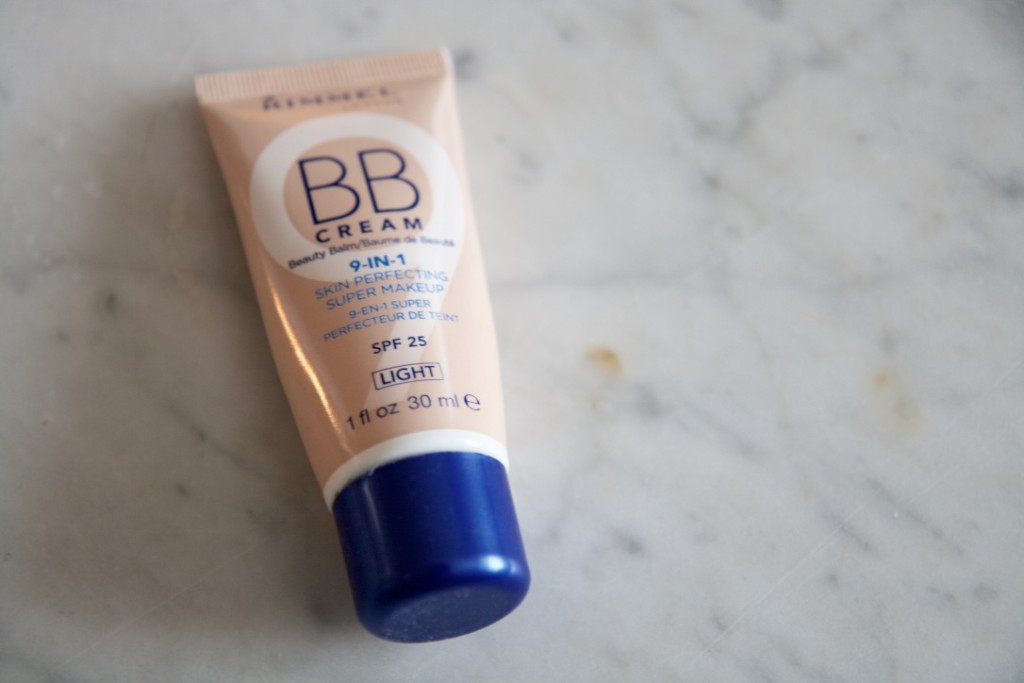 RIMMEL
BB
CREAM
Beauty Balm/Baume de Beauté
9-IN-1
SKIN PERFECTING
SUPER MAKEUP
9-EN-1 SUPER
PERFECTEUR DE TEINT
SPF 25
LIGHT
1 fl oz 30 ml ℮